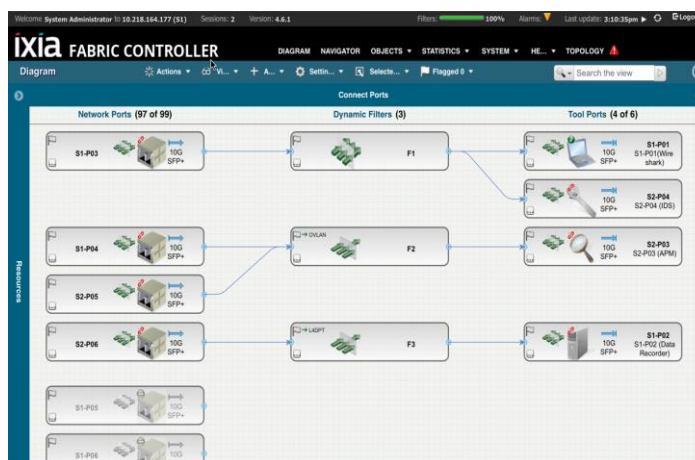 Welcome System Administrator to 10.218.164.177 (S1) Sessions: 2 Version: 4.6.1 Filters: 100% Alarms: Last update: 3:10:35pm Logo
ixia FABRIC CONTROLLER
DIAGRAM NAVIGATOR OBJECTS STATISTICS SYSTEM HE... TOPOLOGY
Diagram Actions Vi... A... Settin... Selecte... Flagged 0 Search the view
Connect Ports
Resources
Network Ports (97 of 99) Dynamic Filters (3) Tool Ports (4 of 6)
S1-P03 10G SFP+
F1
10G SFP+ S1-P01
S1-P01(Wire shark)
10G SFP+ S2-P04
S2-P04 (IDS)
S1-P04 10G SFP+
OVLAN
F2
10G SFP+ S2-P03
S2-P03 (APM)
S2-P05 10G SFP+
S2-P06 10G SFP+
L4DPT
F3
10G SFP+ S1-P02
S1-P02 (Data Recorder)
S1-P05 10G SFP+
S1-P06 10G